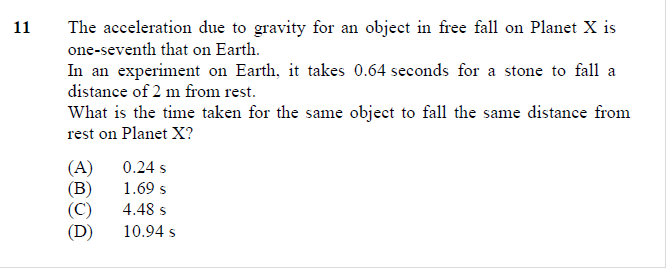 11 The acceleration due to gravity for an object in free fall on Planet X is
one-seventh that on Earth.
In an experiment on Earth, it takes 0.64 seconds for a stone to fall a
distance of 2 m from rest.
What is the time taken for the same object to fall the same distance from
rest on Planet X?
(A) 0.24 s
(B) 1.69 s
(C) 4.48 s
(D) 10.94 s